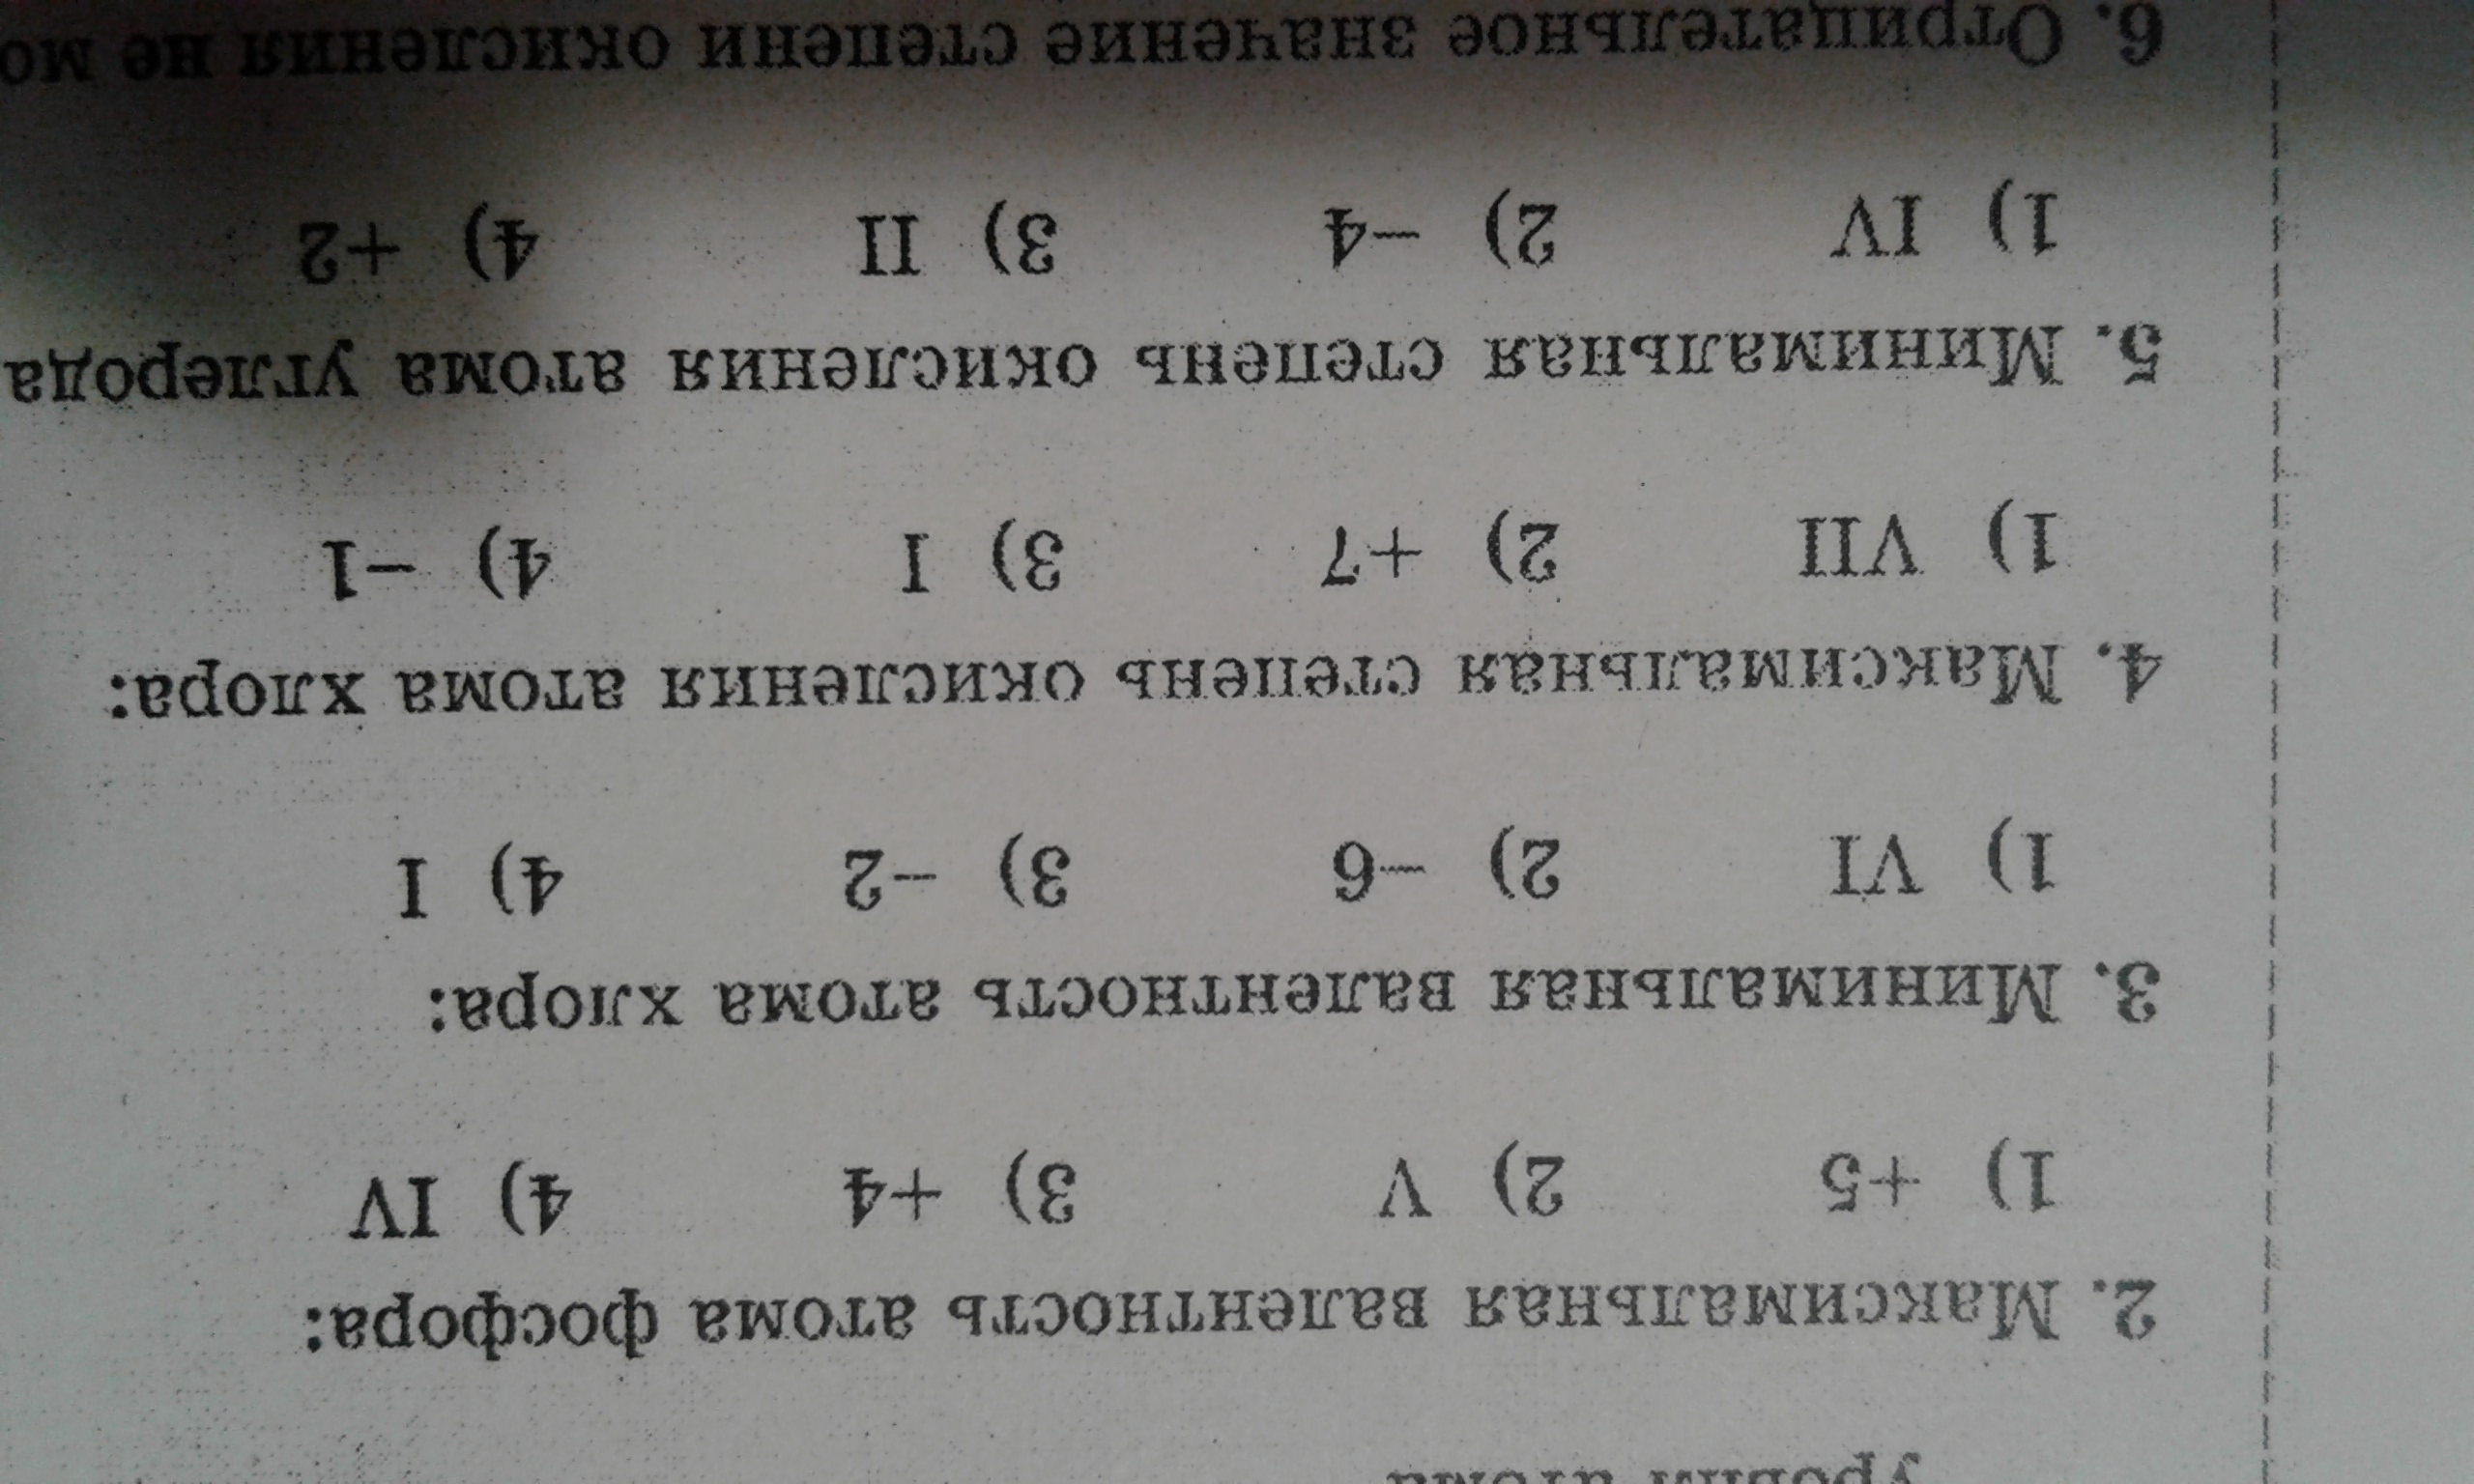 уровня атома
2. Максимальная валентность атома фосфора:
1) +5 2) V 3) +4 4) IV
3. Минимальная валентность атома хлора:
1) VI 2) –6 3) –2 4) I
4. Максимальная степень окисления атома хлора:
1) VII 2) +7 3) I 4) –1
5. Минимальная степень окисления атома углерода
1) IV 2) –4 3) II 4) +2
6. Отрицательное значение степени окисления не мо